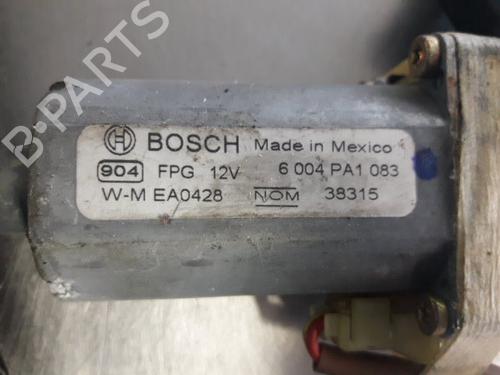 BOSCH Made in Mexico
904 FPG 12V 6 004 PA1 083
W-M EA0428 NOM 38315
B-PARTS